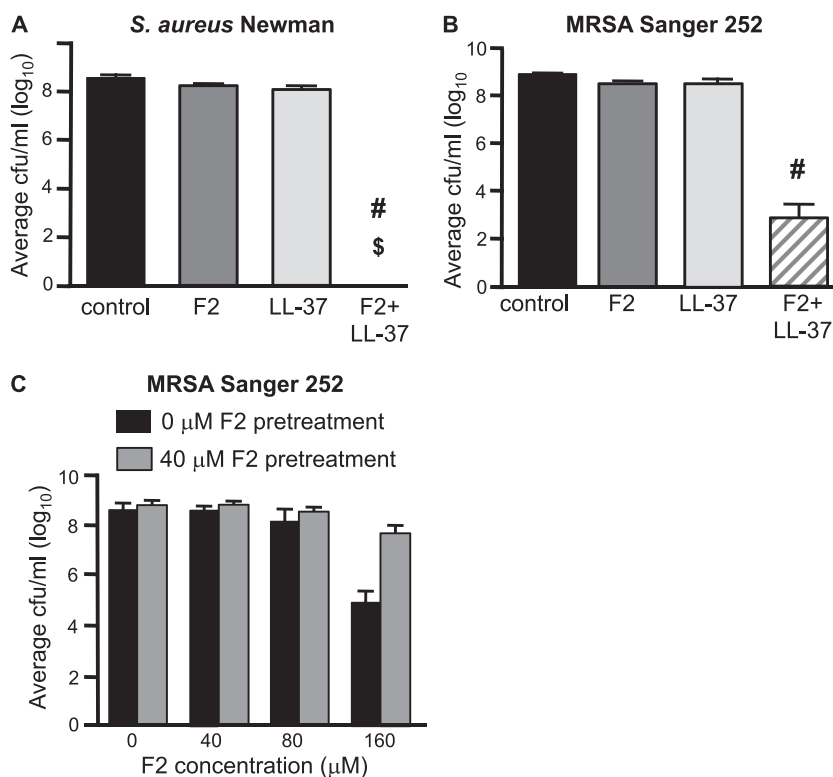 A
S. aureus Newman
Average cfu/ml (log10)
10
8
6
4
2
0
#
$
control
F2
LL-37
F2+
LL-37
B
MRSA Sanger 252
Average cfu/ml (log10)
10
8
6
4
2
0
#
control
F2
LL-37
F2+
LL-37
C
MRSA Sanger 252
0 μM F2 pretreatment
40 μM F2 pretreatment
Average cfu/ml (log10)
10
8
6
4
2
0
0
40
80
160
F2 concentration (μM)